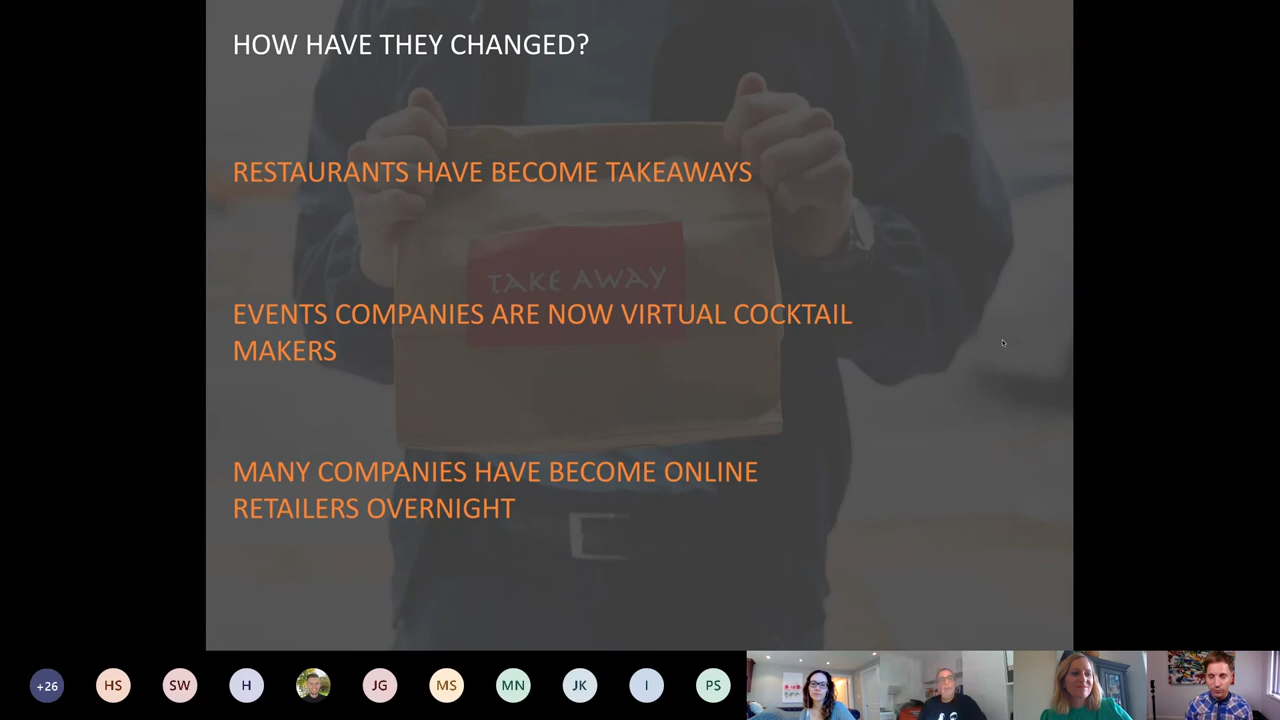 HOW HAVE THEY CHANGED?
RESTAURANTS HAVE BECOME TAKEAWAYS
TAKE AWAY
EVENTS COMPANIES ARE NOW VIRTUAL COCKTAIL
MAKERS
MANY COMPANIES HAVE BECOME ONLINE
RETAILERS OVERNIGHT
+26 HS SW H JG MS MN JK I PS